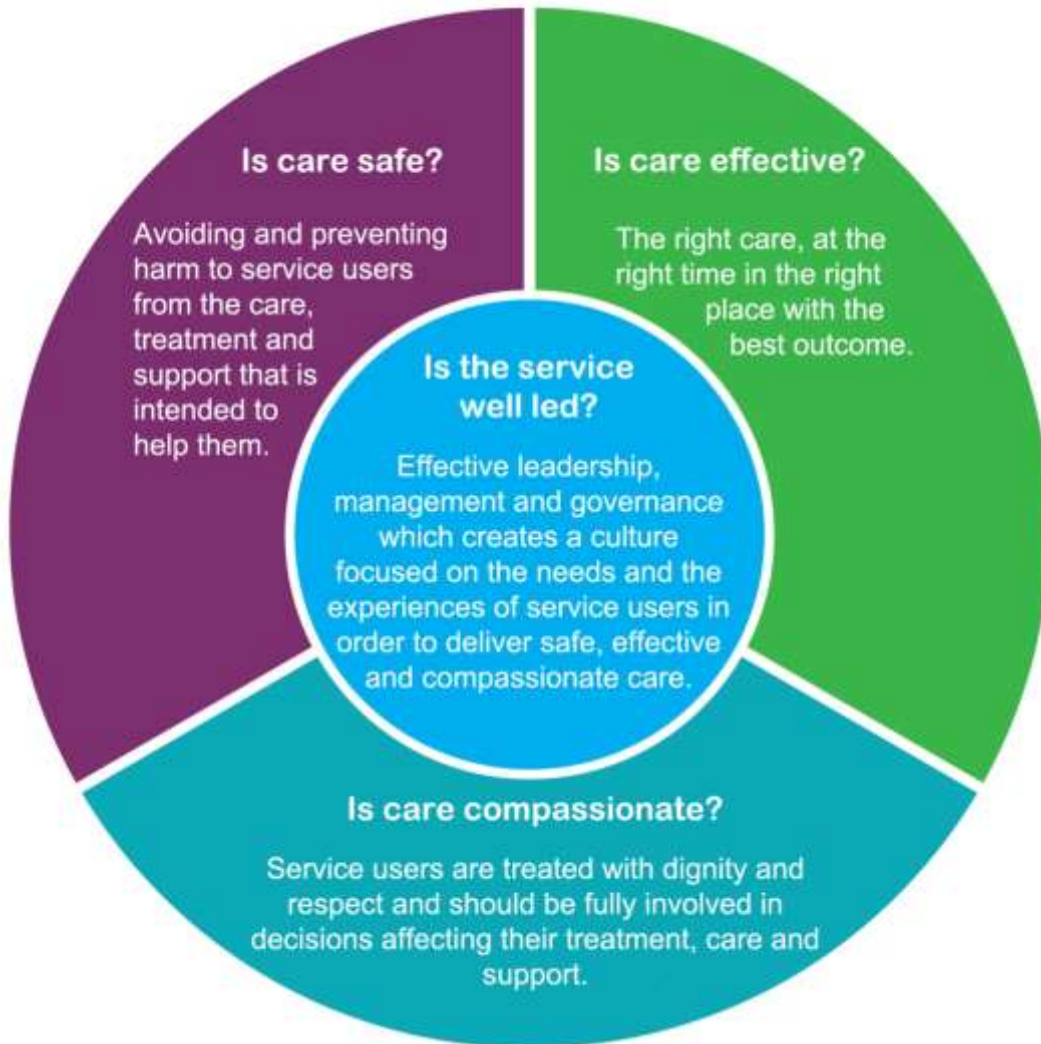 Is care safe?
Avoiding and preventing
harm to service users
from the care,
treatment and
support that is
intended to
help them.
Is care effective?
The right care, at the
right time in the right
place with the
best outcome.
Is the service
well led?
Effective leadership,
management and governance
which creates a culture
focused on the needs and the
experiences of service users in
order to deliver safe, effective
and compassionate care.
Is care compassionate?
Service users are treated with dignity and
respect and should be fully involved in
decisions affecting their treatment, care and
support.